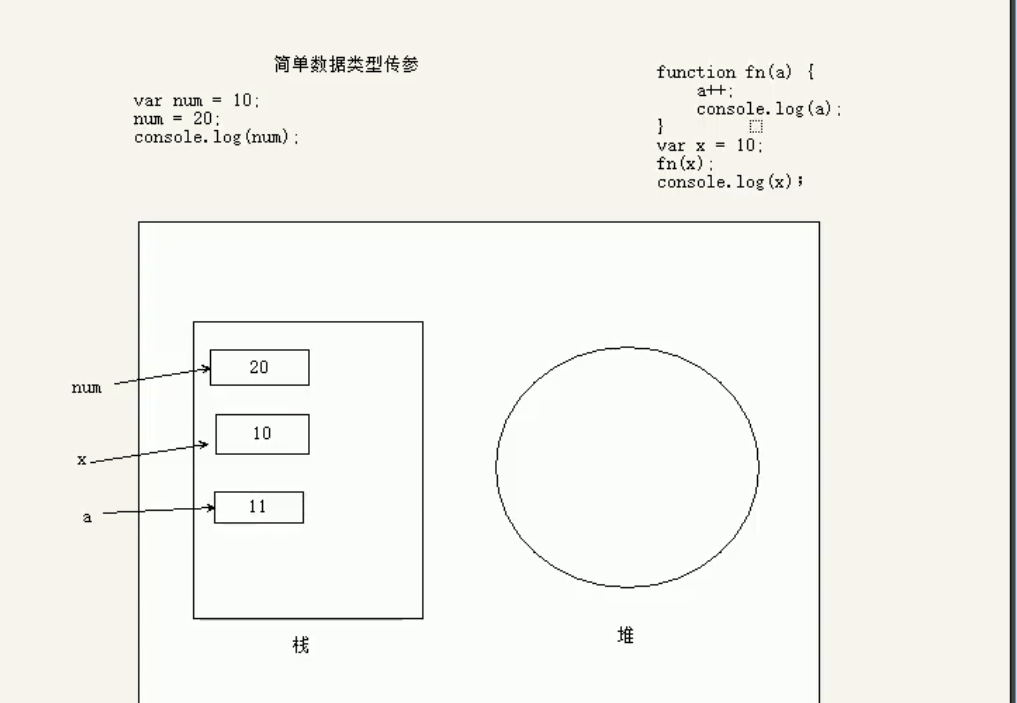 简单数据类型传参
var num = 10;
num = 20;
console.log(num);
function fn(a) {
a++;
console.log(a);
}
var x = 10;
fn(x);
console.log(x);
num
20
x
10
a
11
栈
堆